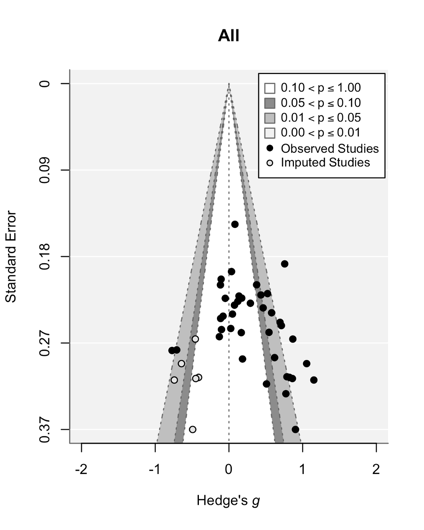 All
0.10 < p ≤ 1.00
0.05 < p ≤ 0.10
0.01 < p ≤ 0.05
0.00 < p ≤ 0.01
Observed Studies
Imputed Studies
Standard Error
0
0.09
0.18
0.27
0.37
-2 -1 0 1 2
Hedge's g